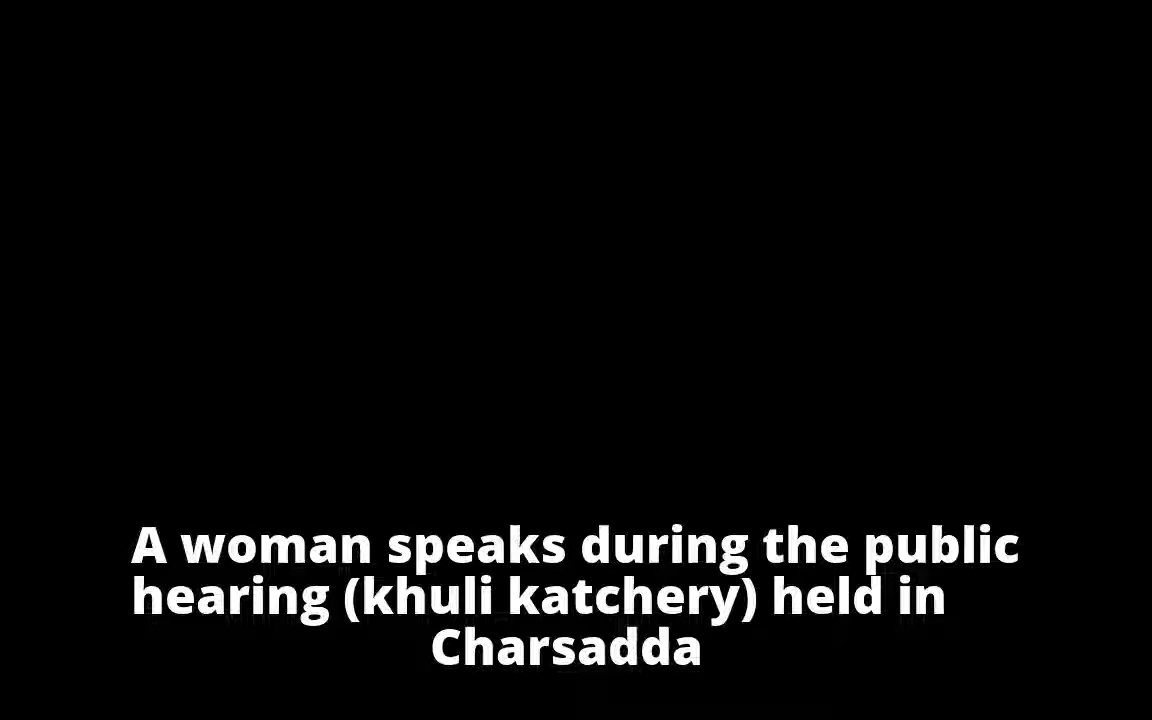 A woman speaks during the public
hearing (khuli katchery) held in
Charsadda